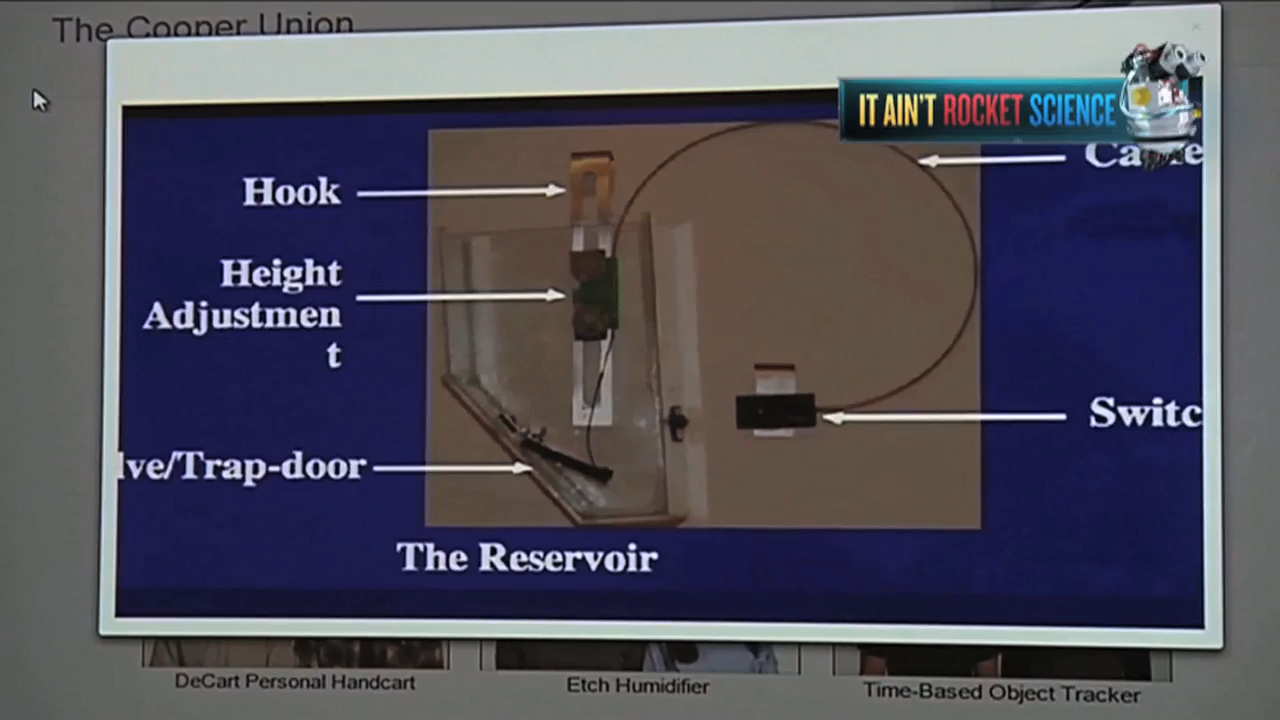 The Cooper Union
IT AIN'T ROCKET SCIENCE
Hook
Height
Adjustmen
t
lve/Trap-door
Switc
The Reservoir
DeCart Personal Handcart
Etch Humidifier
Time-Based Object Tracker